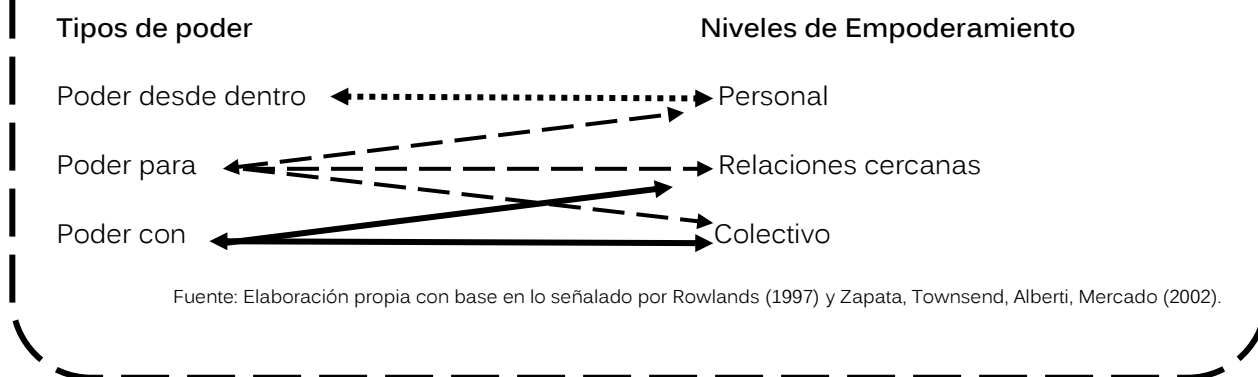 Tipos de poder Niveles de Empoderamiento
Poder desde dentro Personal
Poder para Relaciones cercanas
Poder con Colectivo
Fuente: Elaboración propia con base en lo señalado por Rowlands (1997) y Zapata, Townsend, Alberti, Mercado (2002).